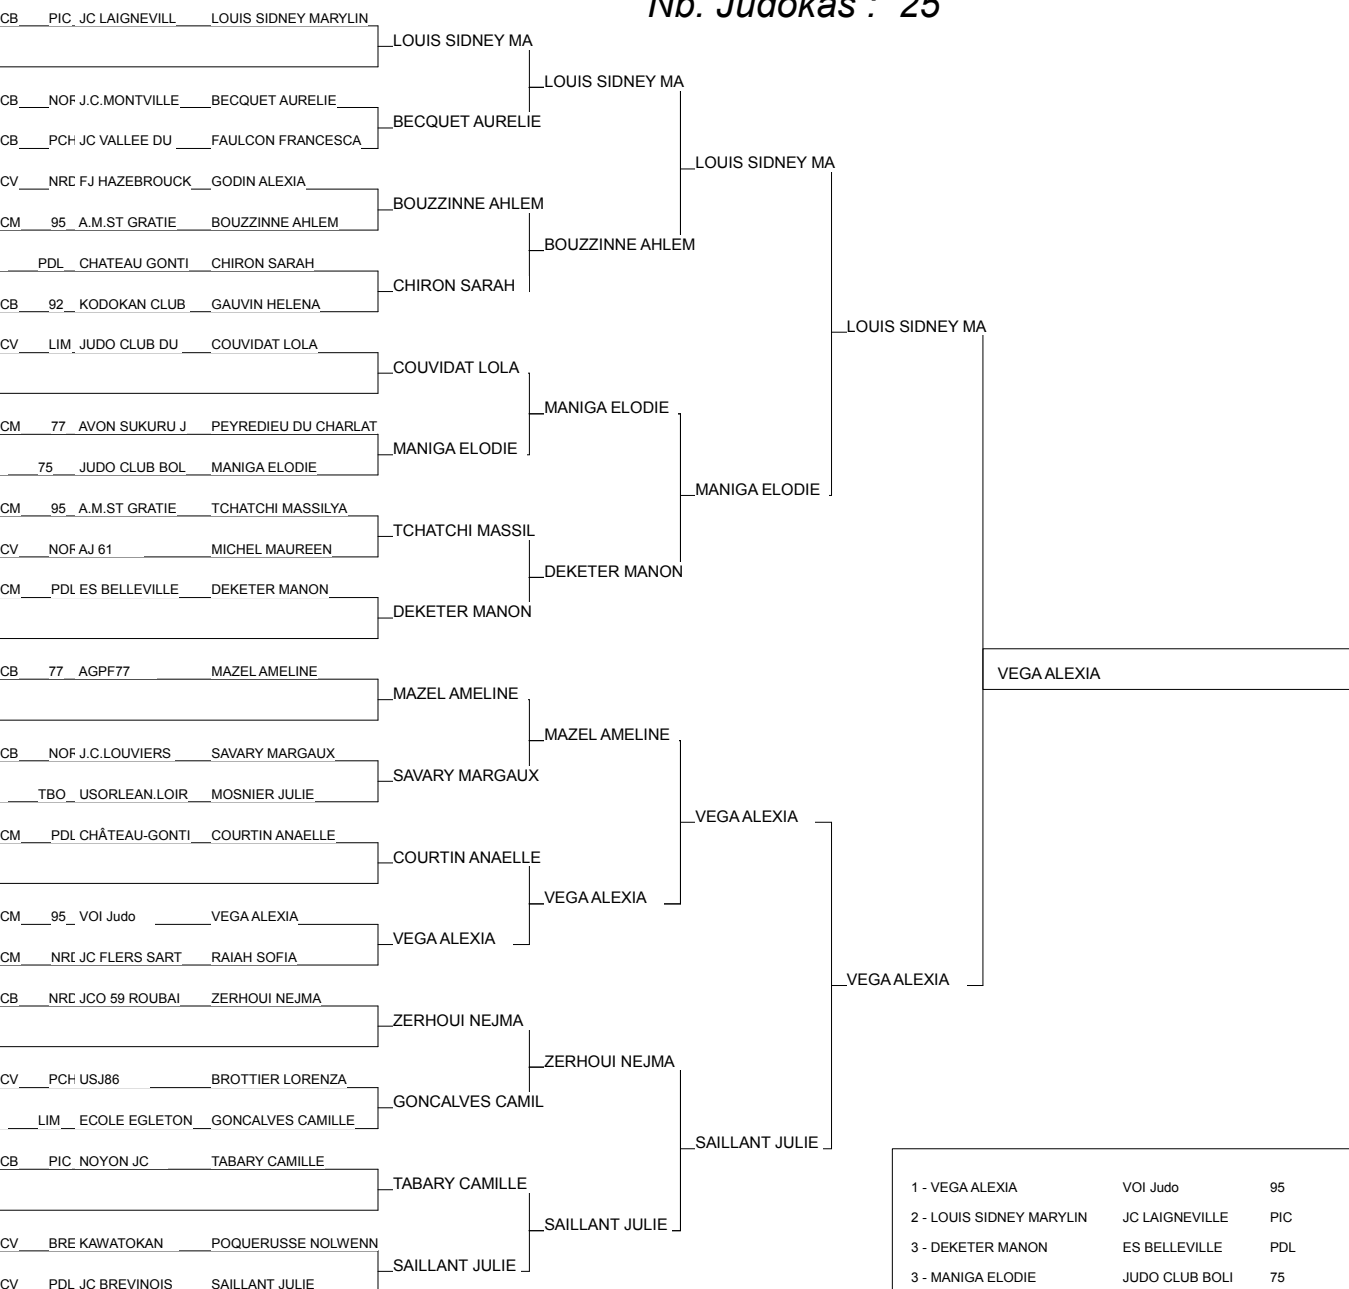 Nb. Judokas : 25
CB PIC JC LAIGNEVILL LOUIS SIDNEY MARYLIN
LOUIS SIDNEY MA
LOUIS SIDNEY MA
CB NOR J.C.MONTVILLE BECQUET AURELIE
BECQUET AURELIE
CB PCH JC VALLEE DU FAULCON FRANCESCA
LOUIS SIDNEY MA
CV NRD FJ HAZEBROUCK GODIN ALEXIA
BOUZZINNE AHLEM
CM 95 A.M.ST GRATIE BOUZZINNE AHLEM
BOUZZINNE AHLEM
PDL CHATEAU GONTI CHIRON SARAH
CHIRON SARAH
CB 92 KODOKAN CLUB GAUVIN HELENA
LOUIS SIDNEY MA
CV LIM JUDO CLUB DU COUVIDAT LOLA
COUVIDAT LOLA
MANIGA ELODIE
CM 77 AVON SUKURU J PEYREDIEU DU CHARLAT
MANIGA ELODIE
75 JUDO CLUB BOL MANIGA ELODIE
MANIGA ELODIE
CM 95 A.M.ST GRATIE TCHATCHI MASSILYA
TCHATCHI MASSIL
CV NOR AJ 61 MICHEL MAUREEN
DEKETER MANON
CM PDL ES BELLEVILLE DEKETER MANON
DEKETER MANON
CB 77 AGPF77 MAZEL AMELINE
VEGA ALEXIA
MAZEL AMELINE
MAZEL AMELINE
CB NOR J.C.LOUVIERS SAVARY MARGAUX
SAVARY MARGAUX
TBO USORLEAN.LOIR MOSNIER JULIE
VEGA ALEXIA
CM PDL CHÂTEAU-GONTI COURTIN ANAELLE
COURTIN ANAELLE
VEGA ALEXIA
CM 95 VOI Judo VEGA ALEXIA
VEGA ALEXIA
CM NRD JC FLERS SART RAIAH SOFIA
VEGA ALEXIA
CB NRD JCO 59 ROUBAI ZERHOUI NEJMA
ZERHOUI NEJMA
ZERHOUI NEJMA
CV PCH USJ86 BROTTIER LORENZA
GONCALVES CAMIL
LIM ECOLE EGLETON GONCALVES CAMILLE
SAILLANT JULIE
CB PIC NOYON JC TABARY CAMILLE
TABARY CAMILLE
SAILLANT JULIE
CV BRE KAWATOKAN POQUERUSSE NOLWENN
SAILLANT JULIE
CV PDL JC BREVINOIS SAILLANT JULIE
1 - VEGA ALEXIA VOI Judo 95
2 - LOUIS SIDNEY MARYLIN JC LAIGNEVILLE PIC
3 - DEKETER MANON ES BELLEVILLE PDL
3 - MANIGA ELODIE JUDO CLUB BOLI 75